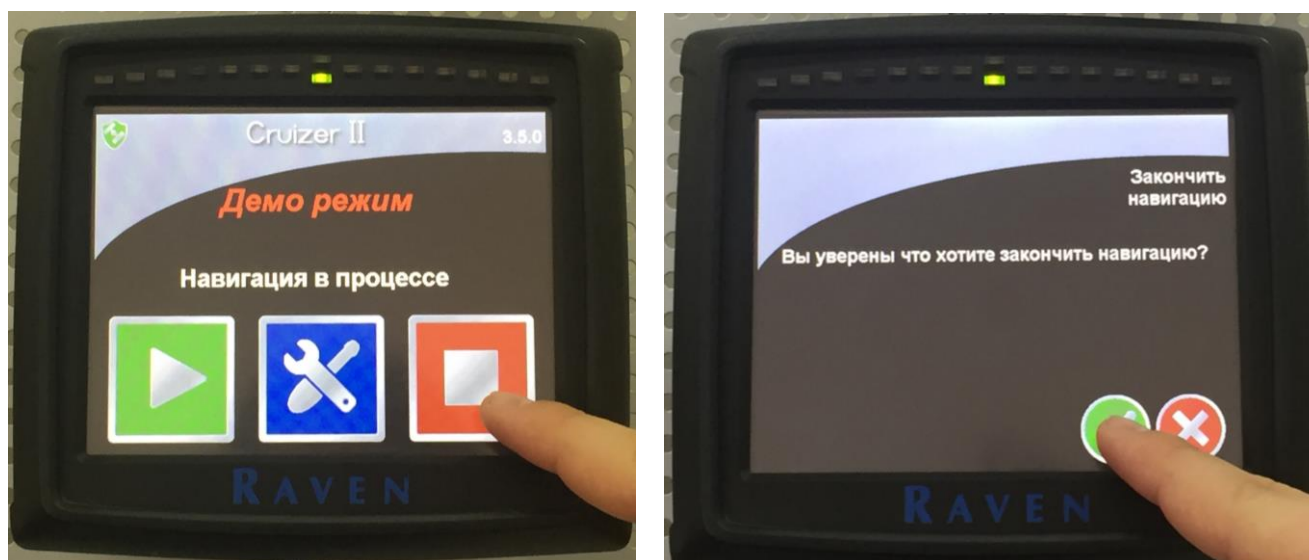 Cruizer II
3.5.0
Демо режим
Навигация в процессе
RAVEN
Закончить
навигацию
Вы уверены что хотите закончить навигацию?
RAVEN